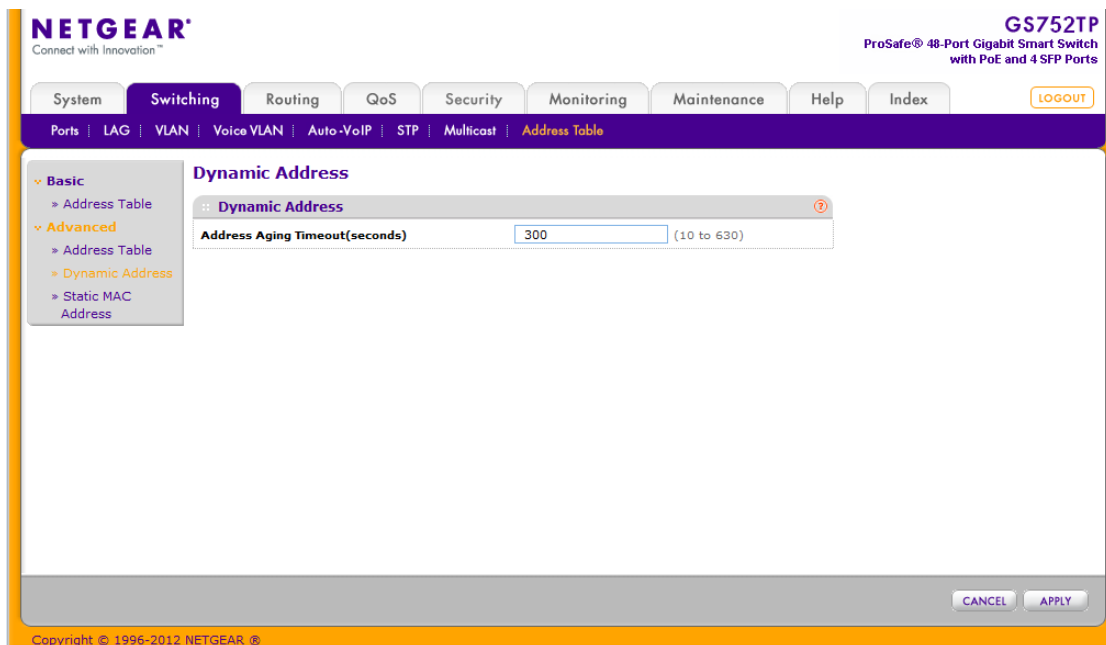 NETGEAR®
Connect with Innovation™
GS752TP
ProSafe® 48-Port Gigabit Smart Switch
with PoE and 4 SFP Ports
System Switching Routing QoS Security Monitoring Maintenance Help Index LOGOUT
Ports LAG VLAN Voice VLAN Auto-VoIP STP Multicast Address Table
Basic
» Address Table
Advanced
» Address Table
» Dynamic Address
» Static MAC
Address
Dynamic Address
Dynamic Address ?
Address Aging Timeout(seconds) 300 (10 to 630)
CANCEL APPLY
Copyright © 1996-2012 NETGEAR ®